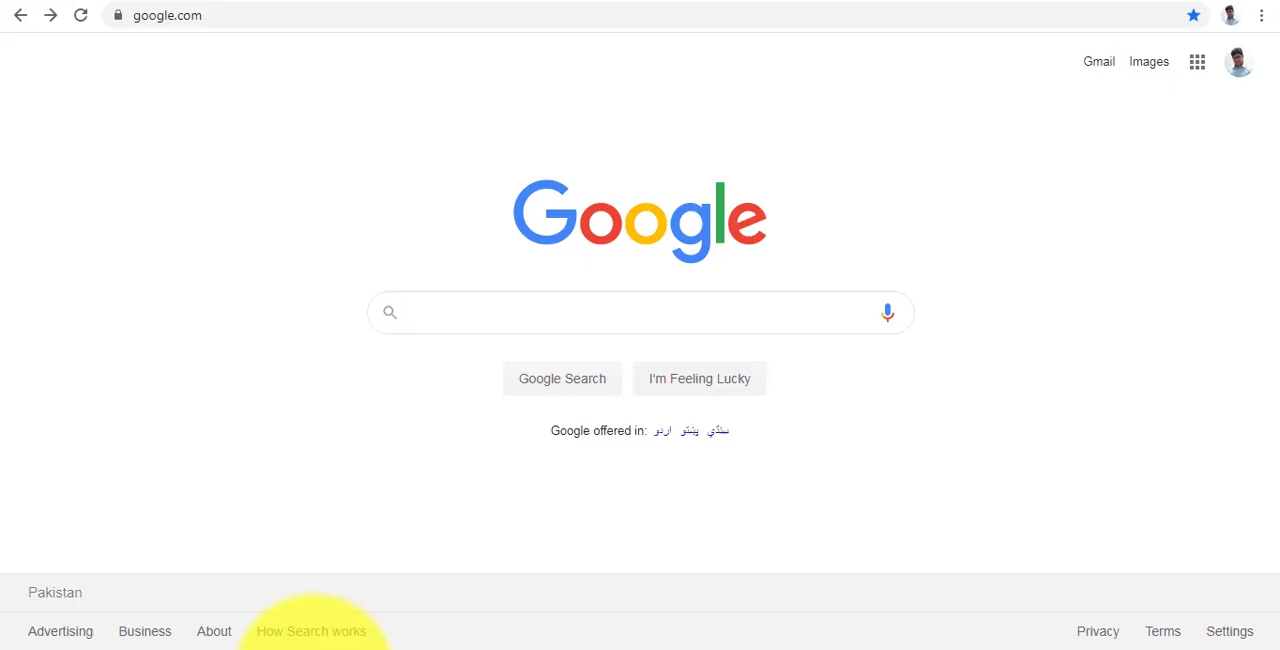 google.com
Gmail Images
Google
Google Search I'm Feeling Lucky
Google offered in: اردو پښتو سنڌي
Pakistan
Advertising Business About How Search works Privacy Terms Settings